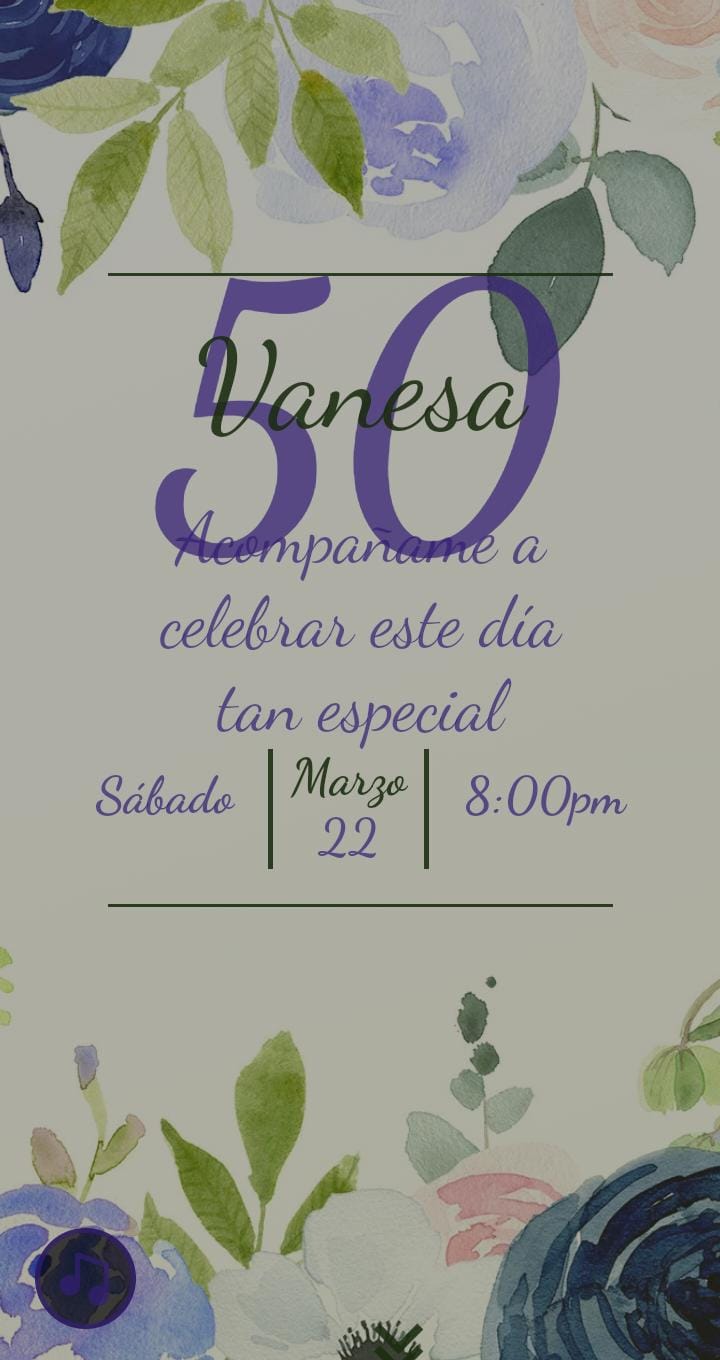 50
Vanesa
Acompañame a
celebrar este día
tan especial
Sábado
Marzo
22
8:00pm